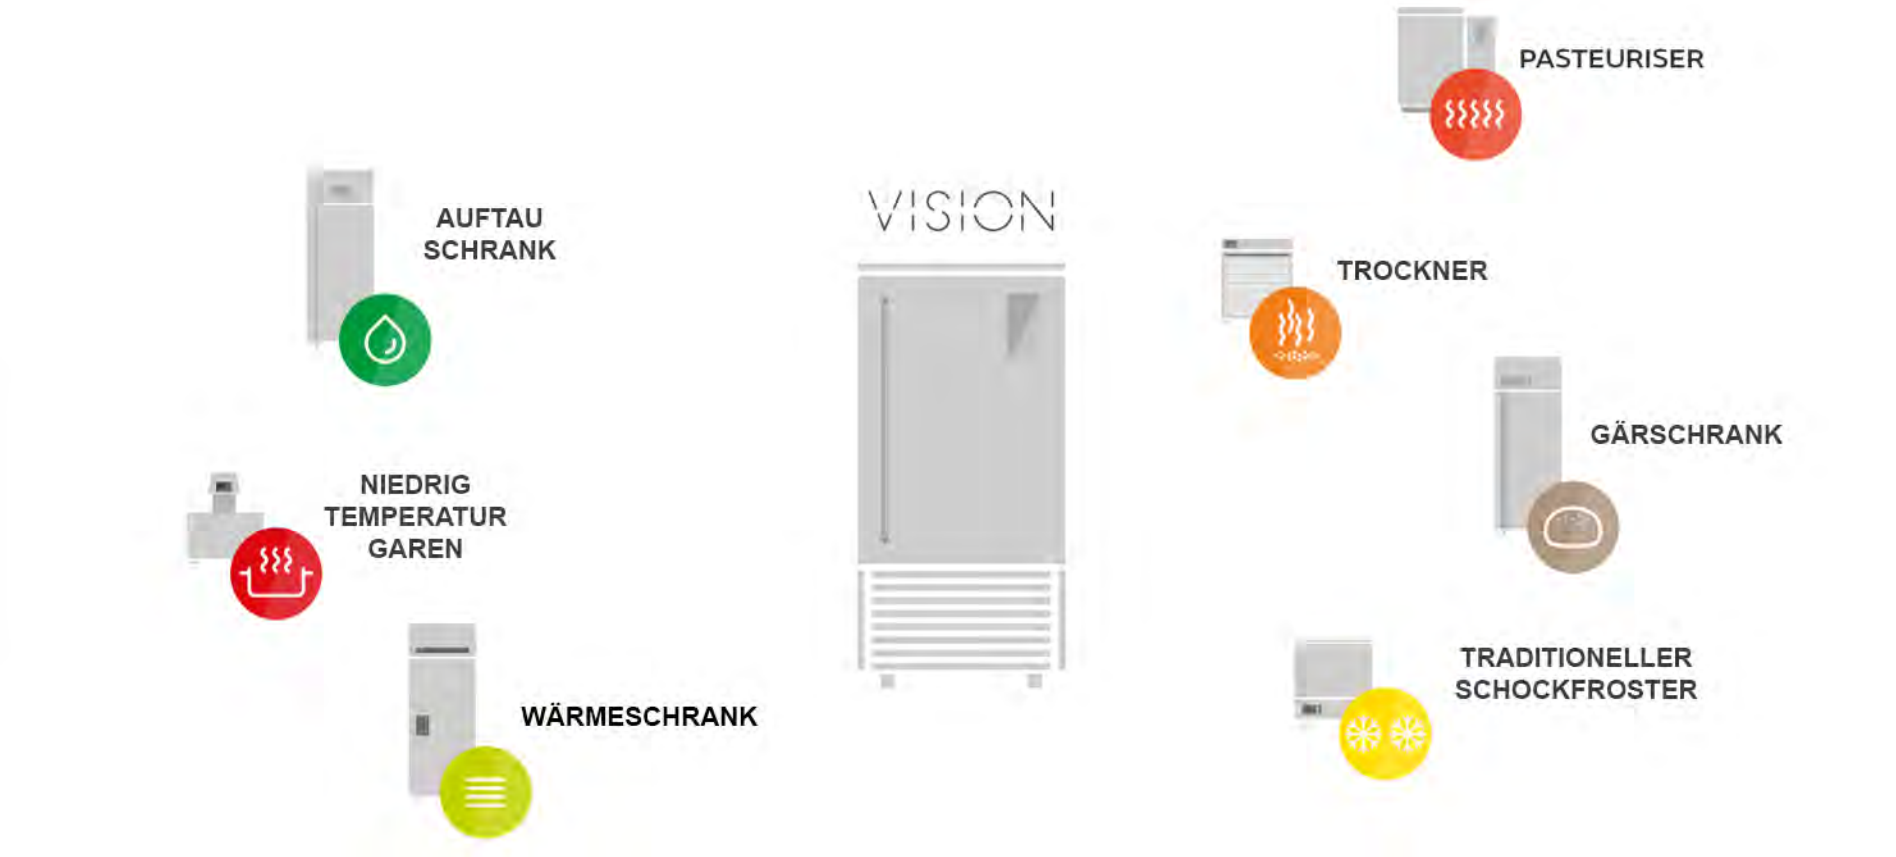 PASTEURISER
AUFTAU
SCHRANK
VISION
TROCKNER
GÄRSCHRANK
NIEDRIG
TEMPERATUR
GAREN
TRADITIONELLER
SCHOCKFROSTER
WÄRMESCHRANK